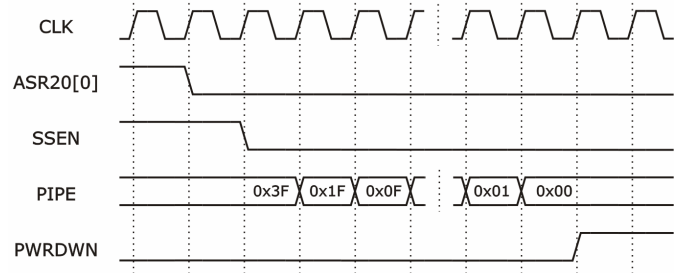 CLK
ASR20[0]
SSEN
PIPE 0x3F 0x1F 0x0F 0x01 0x00
PWRDWN